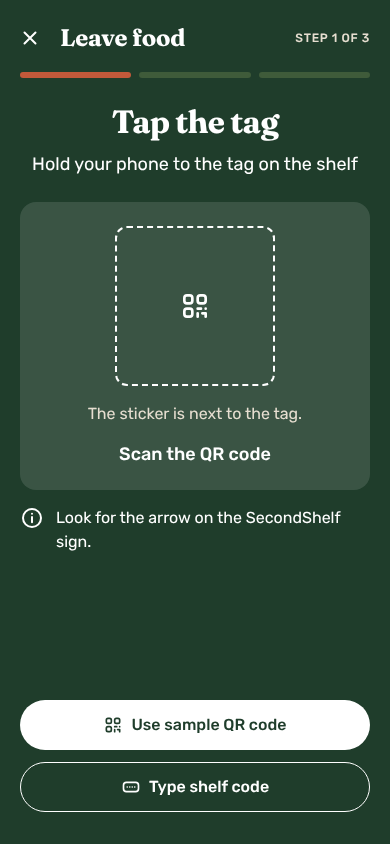 Leave food
STEP 1 OF 3
Tap the tag
Hold your phone to the tag on the shelf
The sticker is next to the tag.
Scan the QR code
Look for the arrow on the SecondShelf
sign.
Use sample QR code
Type shelf code